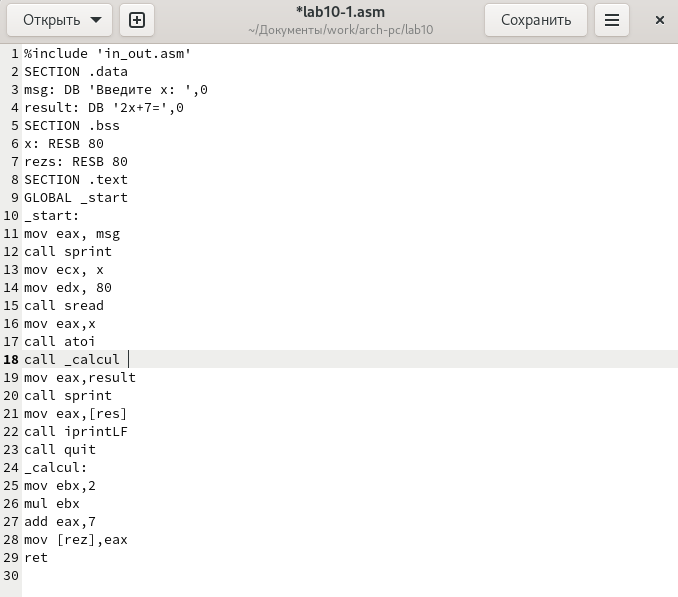 Открыть
*lab10-1.asm
~/Документы/work/arch-pc/lab10
Сохранить
1 %include 'in_out.asm'
2 SECTION .data
3 msg: DB 'Введите x: ',0
4 result: DB '2x+7=',0
5 SECTION .bss
6 x: RESB 80
7 rezs: RESB 80
8 SECTION .text
9 GLOBAL _start
10 _start:
11 mov eax, msg
12 call sprint
13 mov ecx, x
14 mov edx, 80
15 call sread
16 mov eax,x
17 call atoi
18 call _calcul
19 mov eax,result
20 call sprint
21 mov eax,[res]
22 call iprintLF
23 call quit
24 _calcul:
25 mov ebx,2
26 mul ebx
27 add eax,7
28 mov [rez],eax
29 ret
30